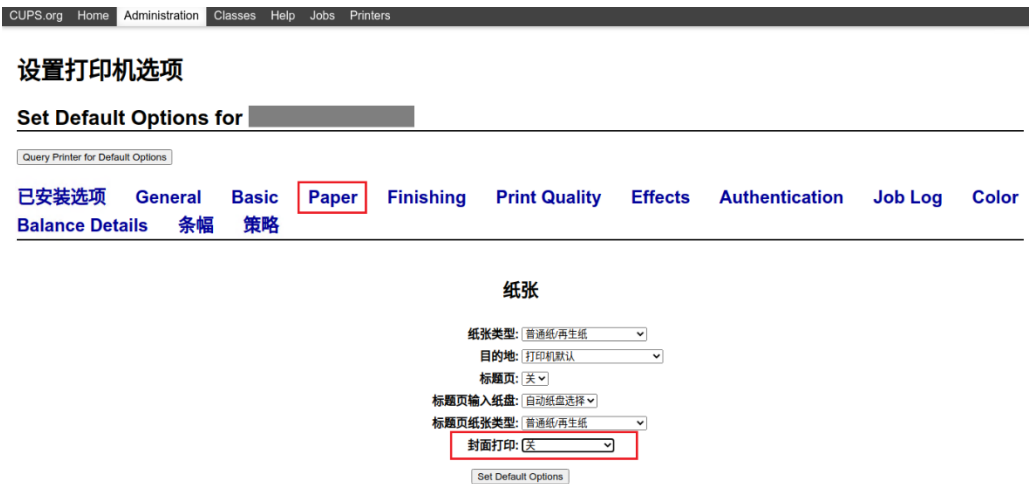 CUPS.org Home Administration Classes Help Jobs Printers
设置打印机选项
Set Default Options for
Query Printer for Default Options
已安装选项 General Basic Paper Finishing Print Quality Effects Authentication Job Log Color
Balance Details 条幅 策略
纸张
纸张类型: 普通纸/再生纸
目的地: 打印机默认
标题页: 关
标题页输入纸盘: 自动纸盘选择
标题页纸张类型: 普通纸/再生纸
封面打印: 关
Set Default Options